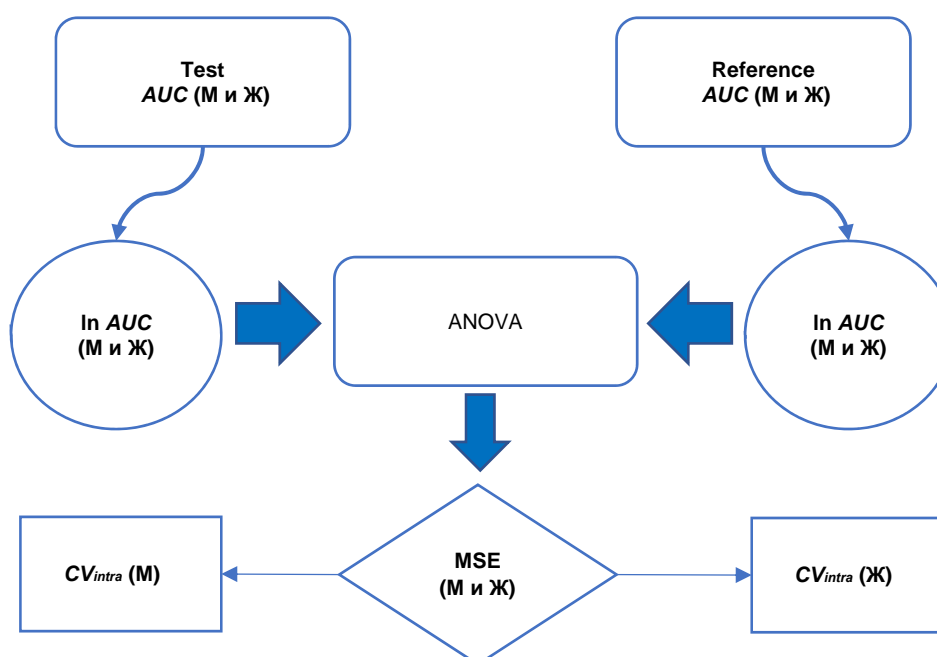 Test
AUC (М и Ж)
Reference
AUC (М и Ж)
ln AUC
(М и Ж)
ANOVA
ln AUC
(М и Ж)
CVintra (М)
MSE
(М и Ж)
CVintra (Ж)